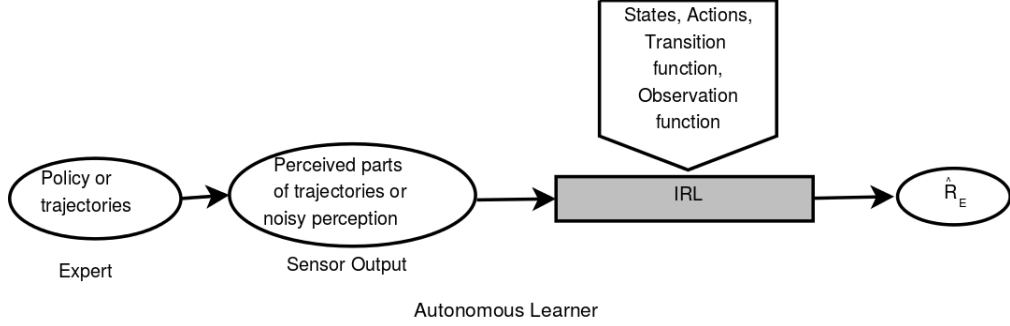 States, Actions,
Transition
function,
Observation
function
Policy or
trajectories
Perceived parts
of trajectories or
noisy perception
IRL
R̂E
Expert
Sensor Output
Autonomous Learner